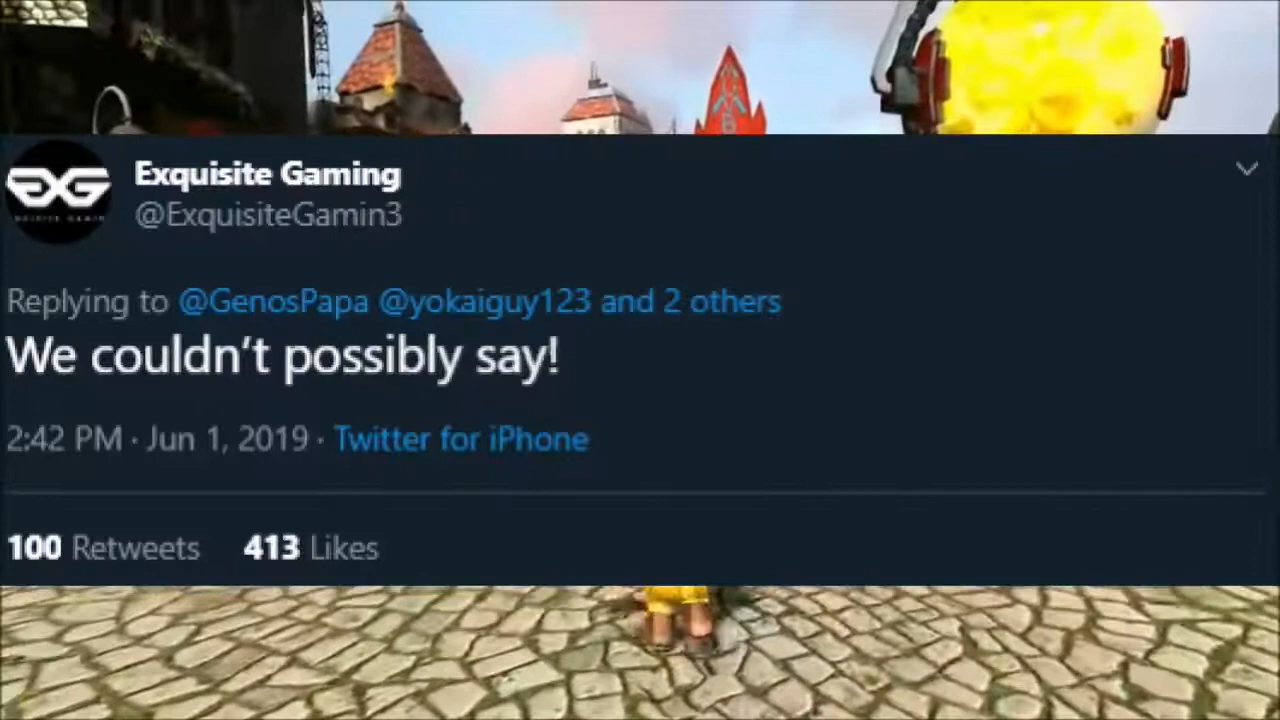 Exquisite Gaming
@ExquisiteGamin3
Replying to @GenosPapa @yokaiguy123 and 2 others
We couldn't possibly say!
2:42 PM · Jun 1, 2019 · Twitter for iPhone
100 Retweets 413 Likes